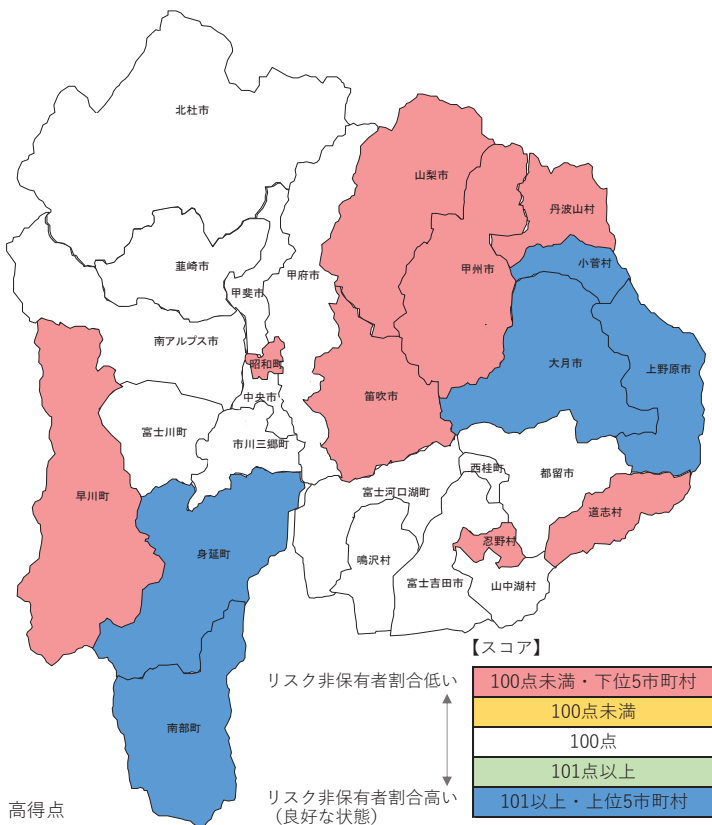 北杜市
山梨市
丹波山村
小菅村
韮崎市
甲斐市
甲府市
甲州市
南アルプス市
昭和町
大月市
上野原市
中央市
笛吹市
富士川町
市川三郷町
西桂町
都留市
早川町
富士河口湖町
道志村
身延町
忍野村
鳴沢村
富士吉田市
山中湖村
【スコア】
リスク非保有者割合低い
100点未満・下位5市町村
100点未満
南部町
100点
101点以上
リスク非保有者割合高い
（良好な状態）
101以上・上位5市町村
高得点